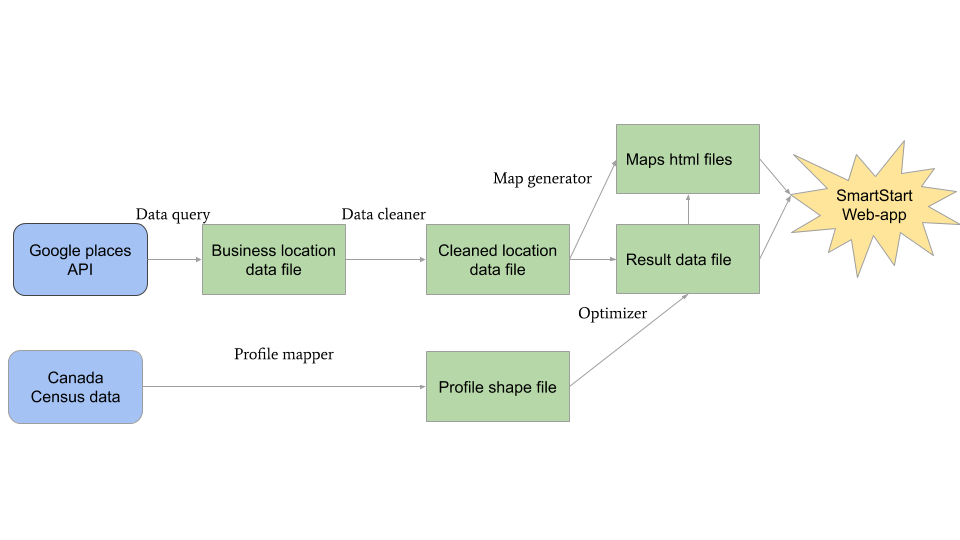 Maps html files
Map generator
SmartStart
Web-app
Data query
Data cleaner
Google places
API
Business location
data file
Cleaned location
data file
Result data file
Optimizer
Profile mapper
Canada
Census data
Profile shape file